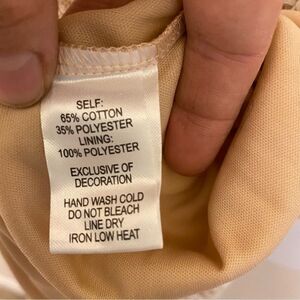 SELF:
65% COTTON
35% POLYESTER
LINING:
100% POLYESTER
EXCLUSIVE OF
DECORATION
HAND WASH COLD
DO NOT BLEACH
LINE DRY
IRON LOW HEAT